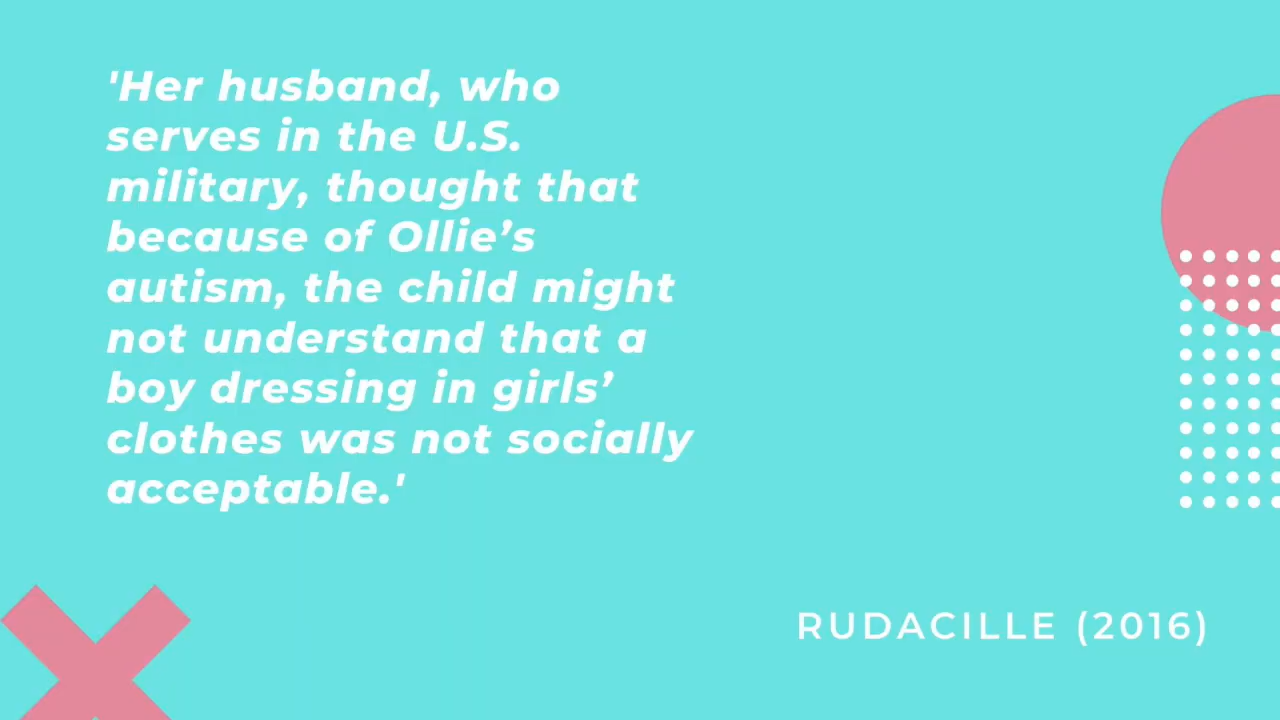 'Her husband, who
serves in the U.S.
military, thought that
because of Ollie’s
autism, the child might
not understand that a
boy dressing in girls’
clothes was not socially
acceptable.'
RUDACILLE (2016)